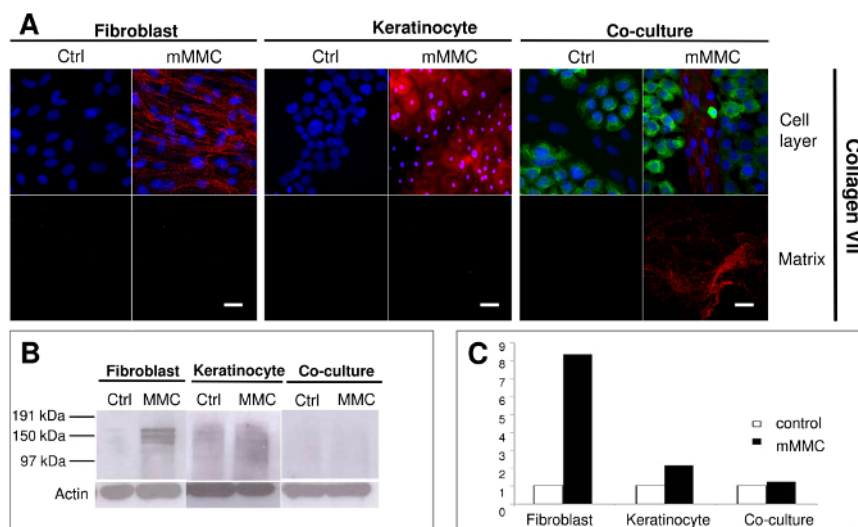 A
Fibroblast Keratinocyte Co-culture
Ctrl mMMC Ctrl mMMC Ctrl mMMC
Cell
layer
Matrix
Collagen VII
B
Fibroblast Keratinocyte Co-culture
Ctrl MMC Ctrl MMC Ctrl MMC
191 kDa
150 kDa
97 kDa
Actin
C
9
8
7
6
5
4
3
2
1
0
control
mMMC
Fibroblast Keratinocyte Co-culture